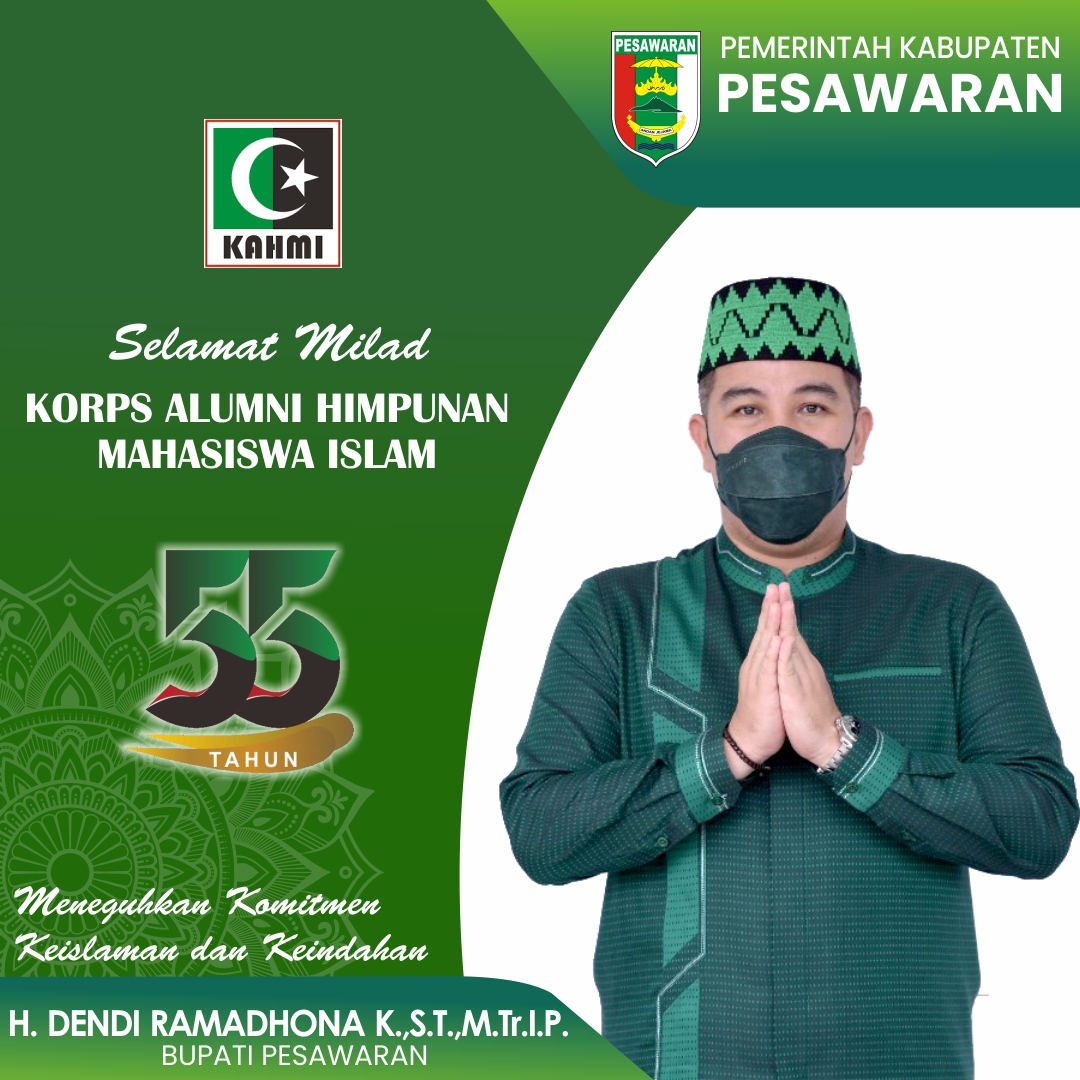 PESAWARAN
PEMERINTAH KABUPATEN
PESAWARAN
KAHMI
Selamat Milad
KORPS ALUMNI HIMPUNAN
MAHASISWA ISLAM
55
TAHUN
Meneguhkan Komitmen
Keislaman dan Keindahan
H. DENDI RAMADHONA K.,S.T.,M.Tr.I.P.
BUPATI PESAWARAN